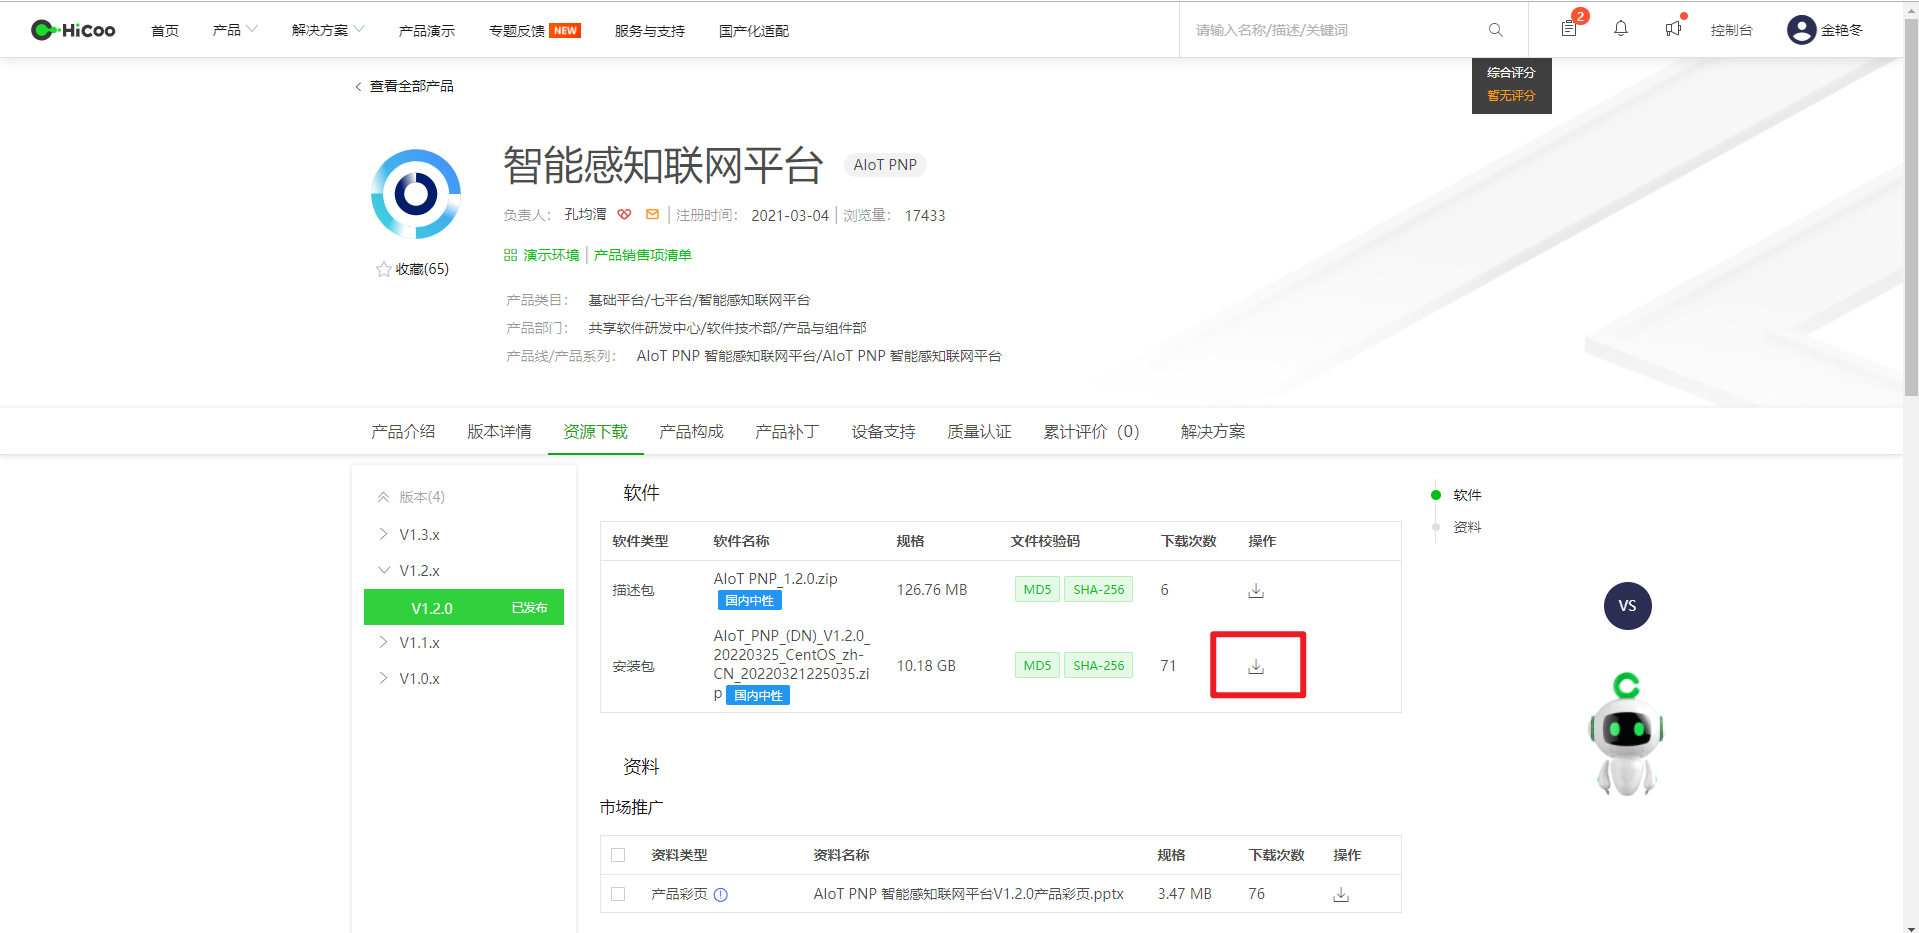 HiCoo
首页
产品
解决方案
产品演示
专题反馈 NEW
服务与支持
国产化适配
请输入名称/描述/关键词
2
控制台
金艳冬
查看全部产品
综合评分
暂无评分
智能感知联网平台 AIoT PNP
负责人： 孔均渭 注册时间： 2021-03-04 浏览量： 17433
收藏(65)
演示环境 产品销售项清单
产品类目： 基础平台/七平台/智能感知联网平台
产品部门： 共享软件研发中心/软件技术部/产品与组件部
产品线/产品系列： AIoT PNP 智能感知联网平台/AIoT PNP 智能感知联网平台
产品介绍 版本详情 资源下载 产品构成 产品补丁 设备支持 质量认证 累计评价（0） 解决方案
版本(4)
V1.3.x
V1.2.x
V1.2.0 已发布
V1.1.x
V1.0.x
软件
软件类型 软件名称 规格 文件校验码 下载次数 操作
描述包 AIoT PNP_1.2.0.zip 126.76 MB MD5 SHA-256 6
国内中性
AIoT_PNP_(DN)_V1.2.0_
20220325_CentOS_zh-
安装包 10.18 GB MD5 SHA-256 71
CN_20220321225035.zi
p 国内中性
资料
市场推广
资料类型 资料名称 规格 下载次数 操作
产品彩页 AIoT PNP 智能感知联网平台V1.2.0产品彩页.pptx 3.47 MB 76
软件
资料
VS